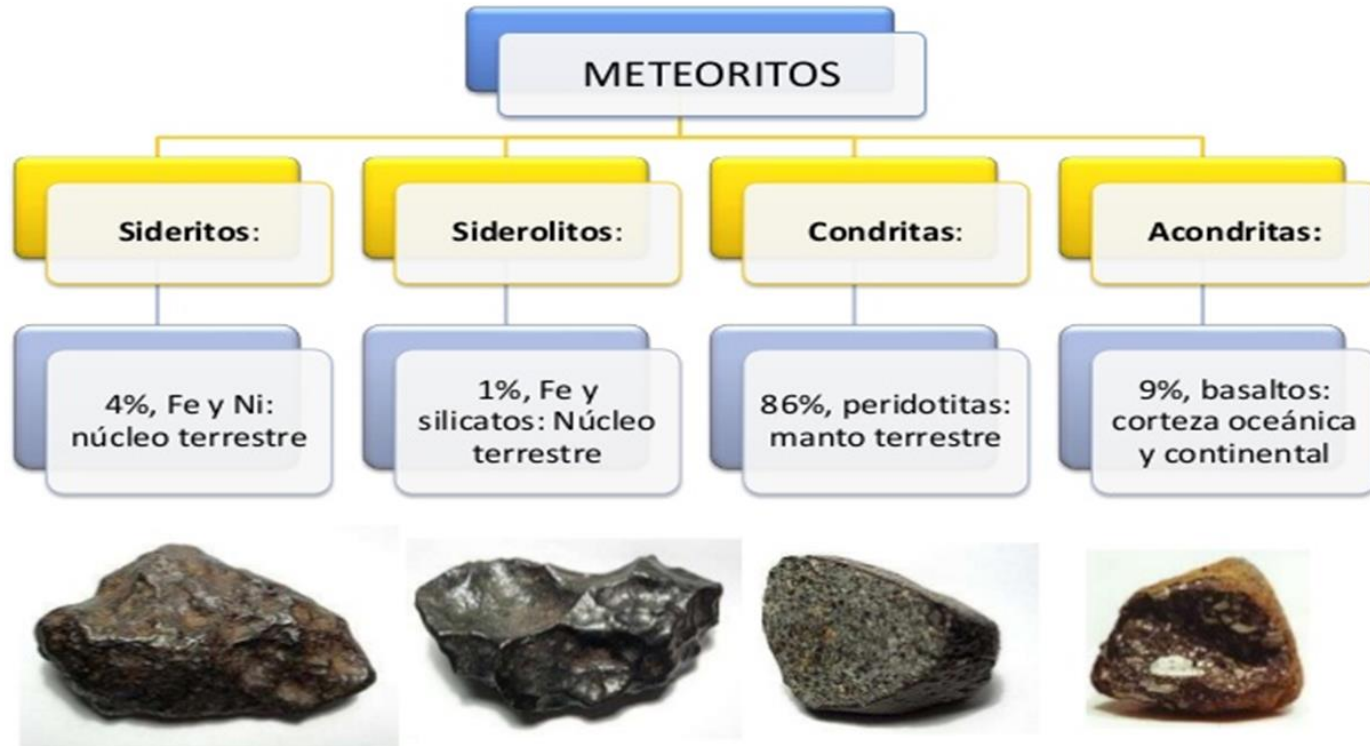 METEORITOS
Sideritos:
Siderolitos:
Condritas:
Acondritas:
4%, Fe y Ni:
núcleo terrestre
1%, Fe y
silicatos: Núcleo
terrestre
86%, peridotitas:
manto terrestre
9%, basaltos:
corteza oceánica
y continental